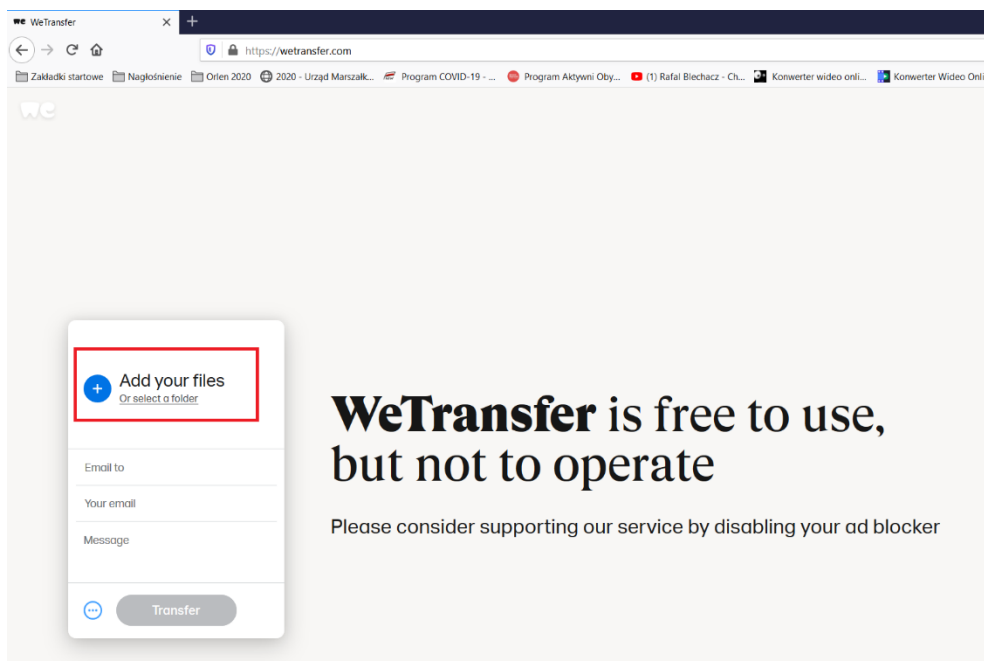 we WeTransfer
https://wetransfer.com
Zakładki startowe Nagłośnienie Orlen 2020 2020 - Urząd Marszałk... Program COVID-19 - ... Program Aktywni Oby... (1) Rafał Blechacz - Ch... Konwerter wideo onli... Konwerter Wideo Onli
we
Add your files
Or select a folder
Email to
Your email
Message
Transfer
WeTransfer is free to use,
but not to operate
Please consider supporting our service by disabling your ad blocker